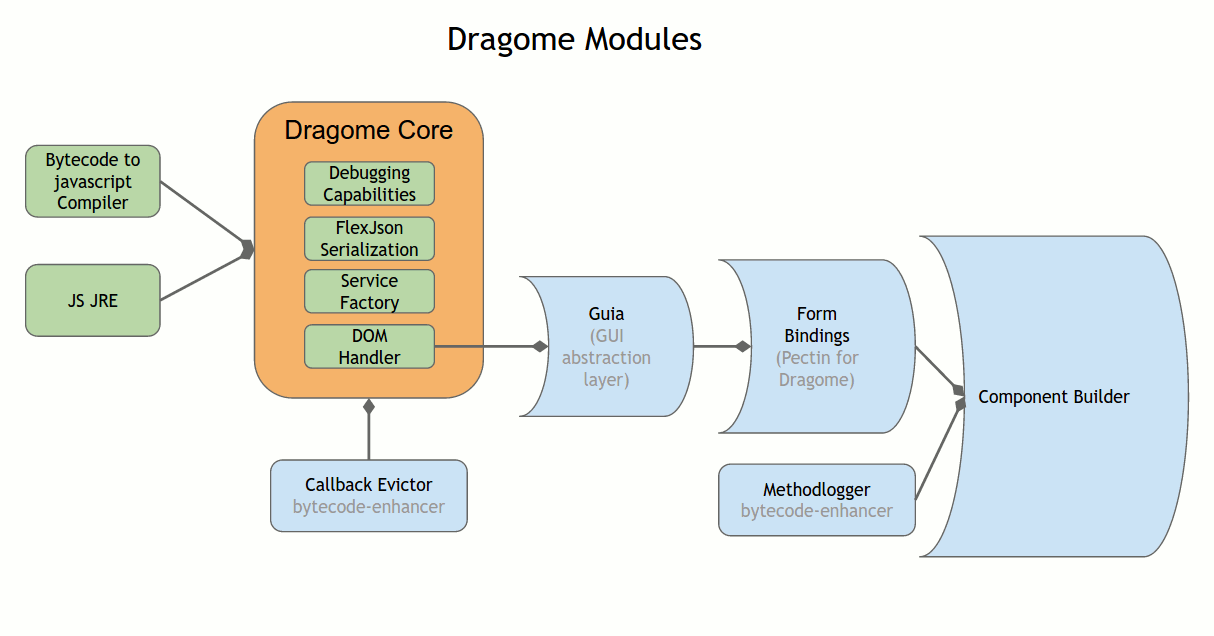 Dragome Modules
Bytecode to
javascript
Compiler
JS JRE
Dragome Core
Debugging
Capabilities
FlexJson
Serialization
Service
Factory
DOM
Handler
Callback Evictor
bytecode-enhancer
Guia
(GUI
abstraction
layer)
Form
Bindings
(Pectin for
Dragome)
Methodlogger
bytecode-enhancer
Component Builder